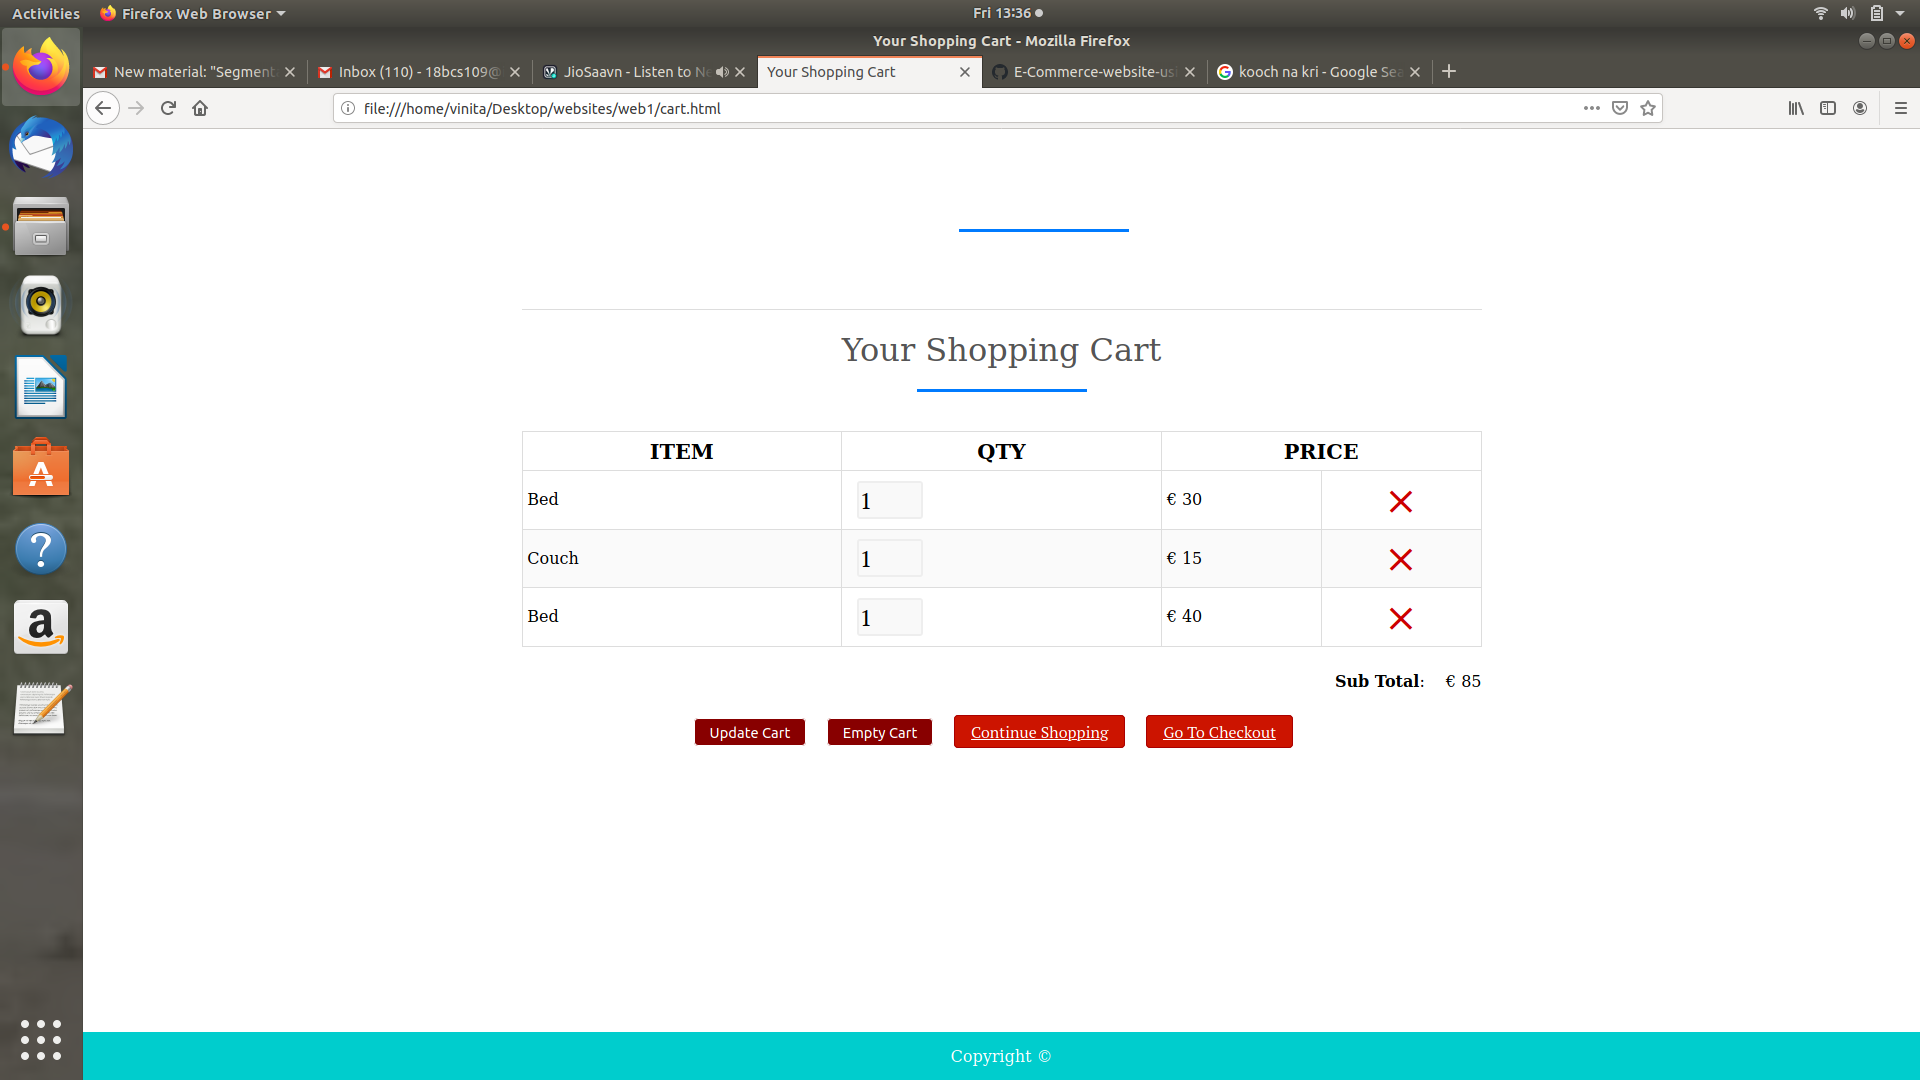 Activities Firefox Web Browser Fri 13:36
Your Shopping Cart - Mozilla Firefox
New material: "Segment Inbox (110) - 18bcs109@ JioSaavn - Listen to Ne Your Shopping Cart E-Commerce-website-usi kooch na kri - Google Sea
file:///home/vinita/Desktop/websites/web1/cart.html
Your Shopping Cart
ITEM QTY PRICE
Bed 1 € 30
Couch 1 € 15
Bed 1 € 40
Sub Total: € 85
Update Cart Empty Cart Continue Shopping Go To Checkout
Copyright ©